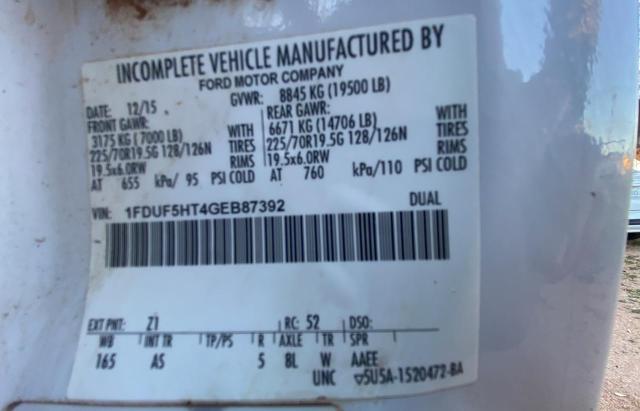 INCOMPLETE VEHICLE MANUFACTURED BY
FORD MOTOR COMPANY
DATE: 12/15 GVWR: 8845 KG (19500 LB)
FRONT GAWR: REAR GAWR:
3175 KG (7000 LB) WITH 6671 KG (14706 LB) WITH
225/70R19.5G 128/126N TIRES 225/70R19.5G 128/126N TIRES
19.5x6.0RW RIMS 19.5x6.0RW RIMS
AT 655 kPa/ 95 PSI COLD AT 760 kPa/110 PSI COLD
VIN: 1FDUF5HT4GEB87392 DUAL
EXT PNT: Z1 RC: 52 DSO:
WB INT TR TP/PS R AXLE TR SPR
165 AS 5 8L W AAEE
UNC 5U5A-1520472-BA